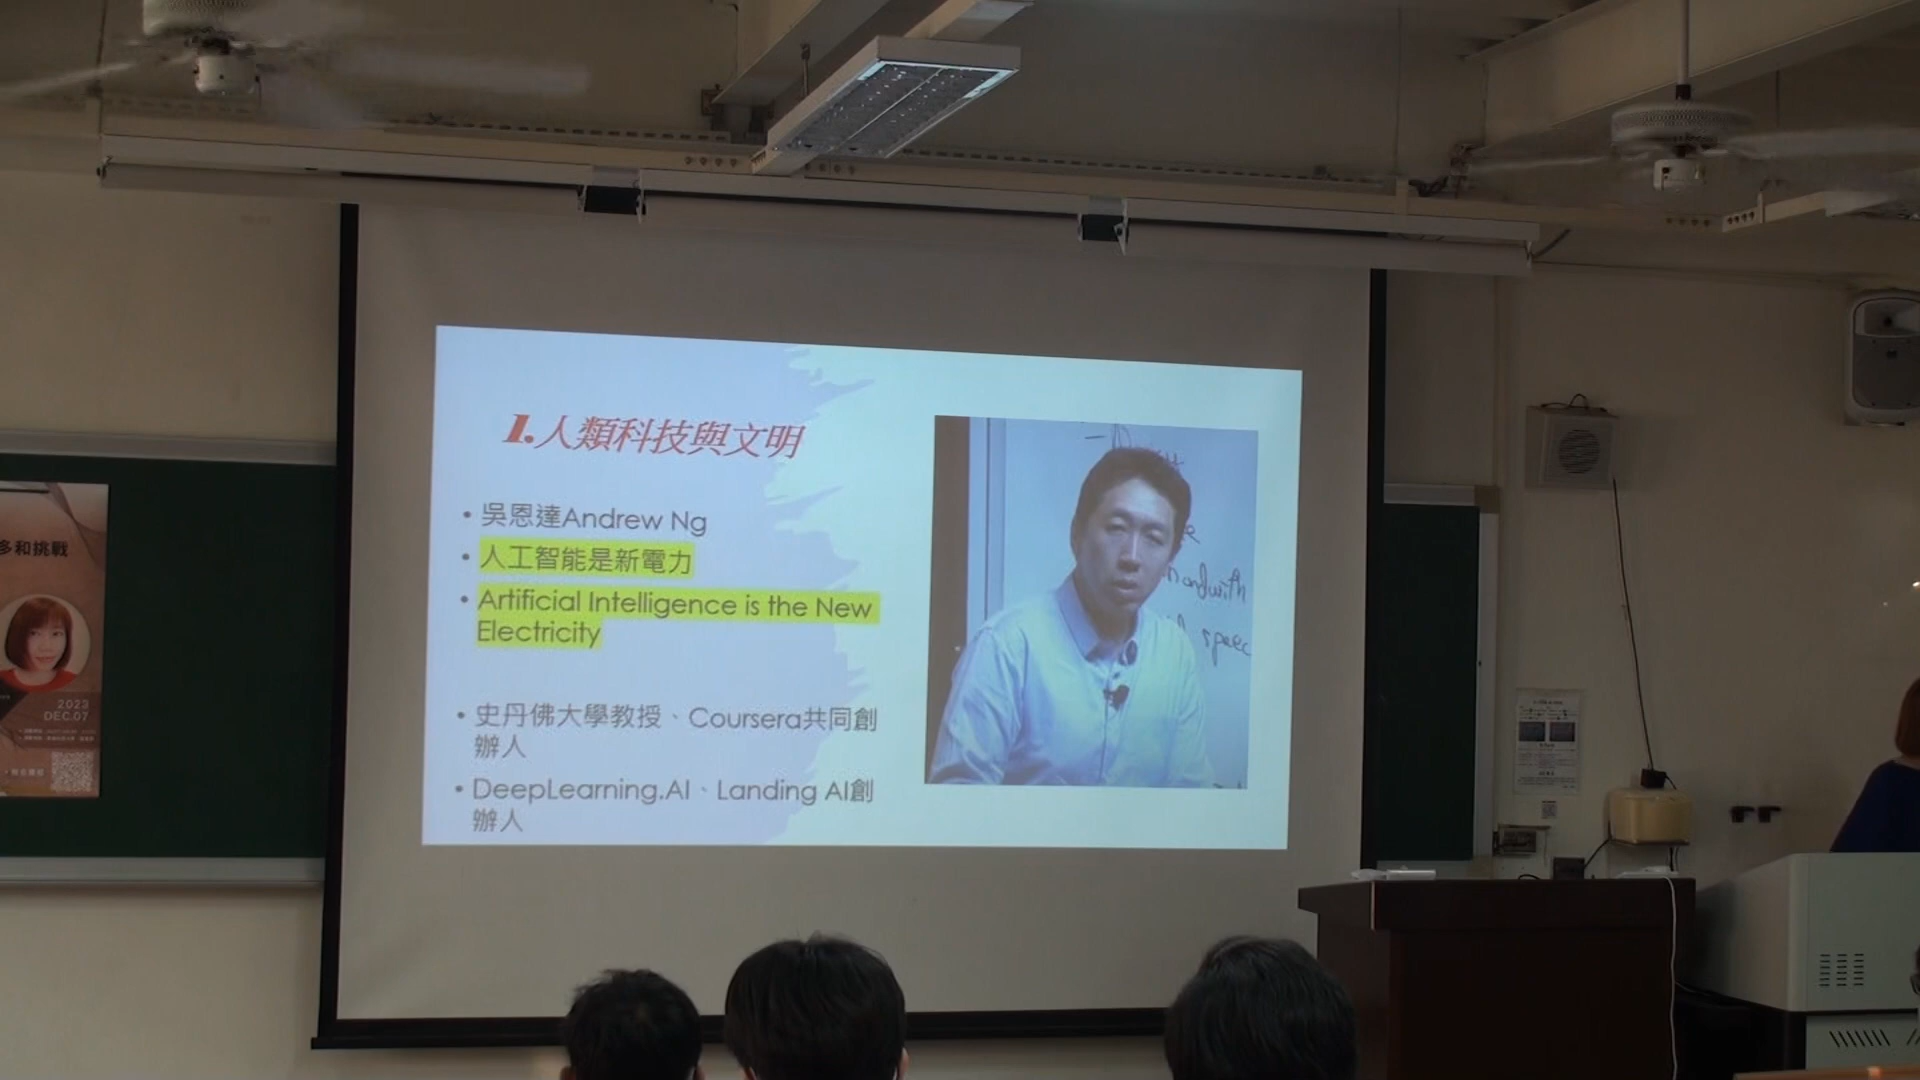 1.人類科技與文明
• 吳恩達Andrew Ng
• 人工智能是新電力
• Artificial Intelligence is the New
Electricity
• 史丹佛大學教授、Coursera共同創
辦人
• DeepLearning.AI、Landing AI創
辦人
多和挑戰
2023
DEC.07